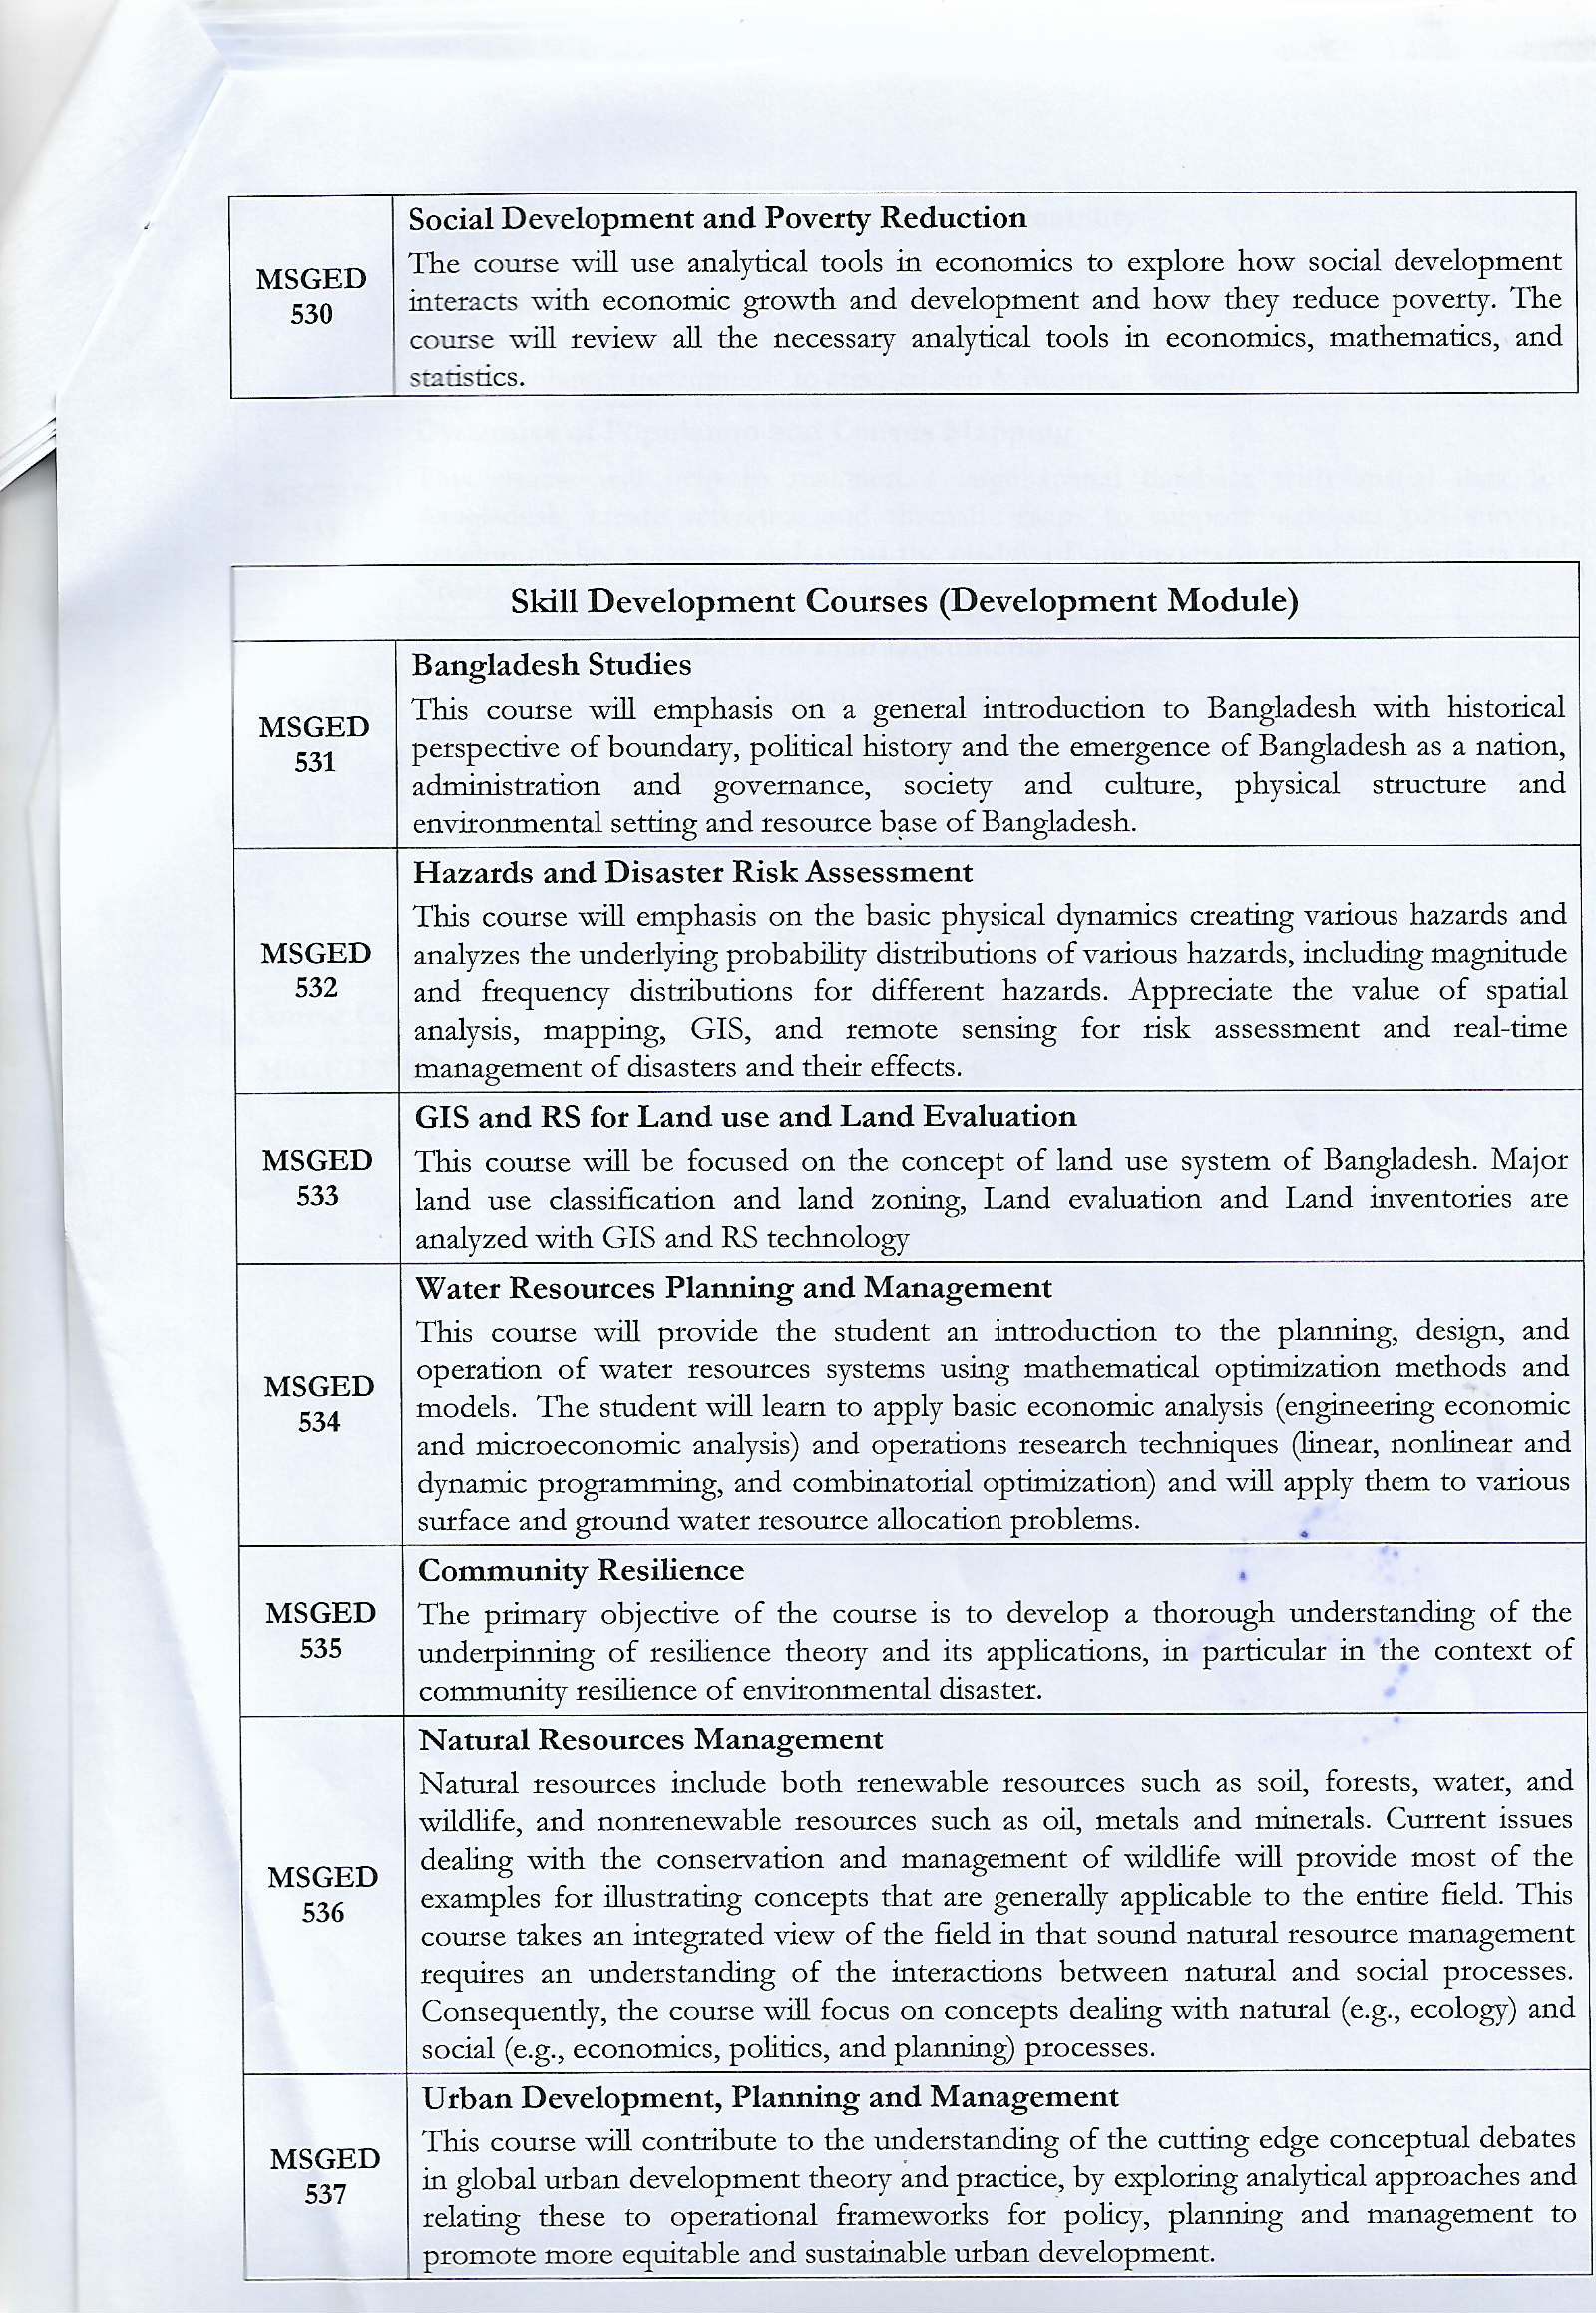 Social Development and Poverty Reduction
MSGED
530
The course will use analytical tools in economics to explore how social development
interacts with economic growth and development and how they reduce poverty. The
course will review all the necessary analytical tools in economics, mathematics, and
statistics.
Skill Development Courses (Development Module)
MSGED
531
Bangladesh Studies
This course will emphasis on a general introduction to Bangladesh with historical
perspective of boundary, political history and the emergence of Bangladesh as a nation,
administration and governance, society and culture, physical structure and
environmental setting and resource base of Bangladesh.
MSGED
532
Hazards and Disaster Risk Assessment
This course will emphasis on the basic physical dynamics creating various hazards and
analyzes the underlying probability distributions of various hazards, including magnitude
and frequency distributions for different hazards. Appreciate the value of spatial
analysis, mapping, GIS, and remote sensing for risk assessment and real-time
management of disasters and their effects.
MSGED
533
GIS and RS for Land use and Land Evaluation
This course will be focused on the concept of land use system of Bangladesh. Major
land use classification and land zoning, Land evaluation and Land inventories are
analyzed with GIS and RS technology
MSGED
534
Water Resources Planning and Management
This course will provide the student an introduction to the planning, design, and
operation of water resources systems using mathematical optimization methods and
models. The student will learn to apply basic economic analysis (engineering economic
and microeconomic analysis) and operations research techniques (linear, nonlinear and
dynamic programming, and combinatorial optimization) and will apply them to various
surface and ground water resource allocation problems.
MSGED
535
Community Resilience
The primary objective of the course is to develop a thorough understanding of the
underpinning of resilience theory and its applications, in particular in the context of
community resilience of environmental disaster.
MSGED
536
Natural Resources Management
Natural resources include both renewable resources such as soil, forests, water, and
wildlife, and nonrenewable resources such as oil, metals and minerals. Current issues
dealing with the conservation and management of wildlife will provide most of the
examples for illustrating concepts that are generally applicable to the entire field. This
course takes an integrated view of the field in that sound natural resource management
requires an understanding of the interactions between natural and social processes.
Consequently, the course will focus on concepts dealing with natural (e.g., ecology) and
social (e.g., economics, politics, and planning) processes.
MSGED
537
Urban Development, Planning and Management
This course will contribute to the understanding of the cutting edge conceptual debates
in global urban development theory and practice, by exploring analytical approaches and
relating these to operational frameworks for policy, planning and management to
promote more equitable and sustainable urban development.